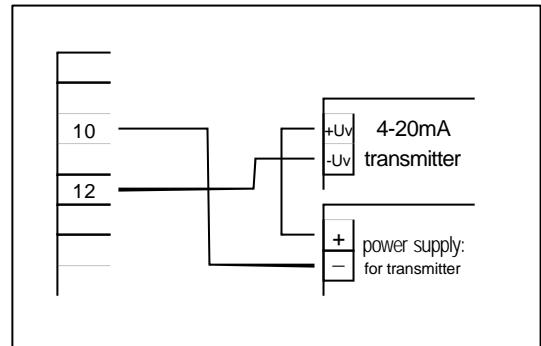 10
12
+Uv
-Uv
4-20mA
transmitter
+
−
power supply:
for transmitter